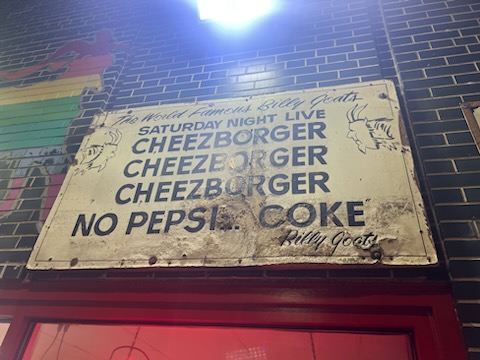 The World Famous Billy Goats
SATURDAY NIGHT LIVE
CHEEZBORGER
CHEEZBORGER
CHEEZBORGER
NO PEPSI... COKE"
Billy Goats